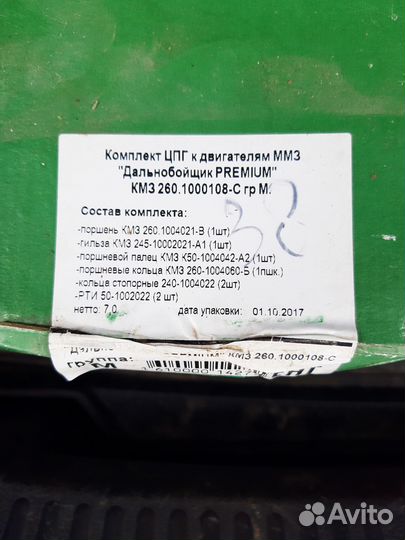 Комплект ЦПГ к двигателям ММЗ
"Дальнобойщик PREMIUM"
КМЗ 260.1000108-С гр М.
Состав комплекта:
-поршень КМЗ 260.1004021-В (1шт)
-гильза КМЗ 245-10002021-А1 (1шт)
-поршневой палец КМЗ К50-1004042-А2 (1шт)
-поршневые кольца КМЗ 260-1004060-Б (1пшк.)
-кольца стопорные 240-1004022 (2шт)
-РТИ 50-1002022 (2 шт)
нетто: 7,0 дата упаковки: 01.10.2017
38
КМЗ 260.1000108-С
группа:
М
Avito